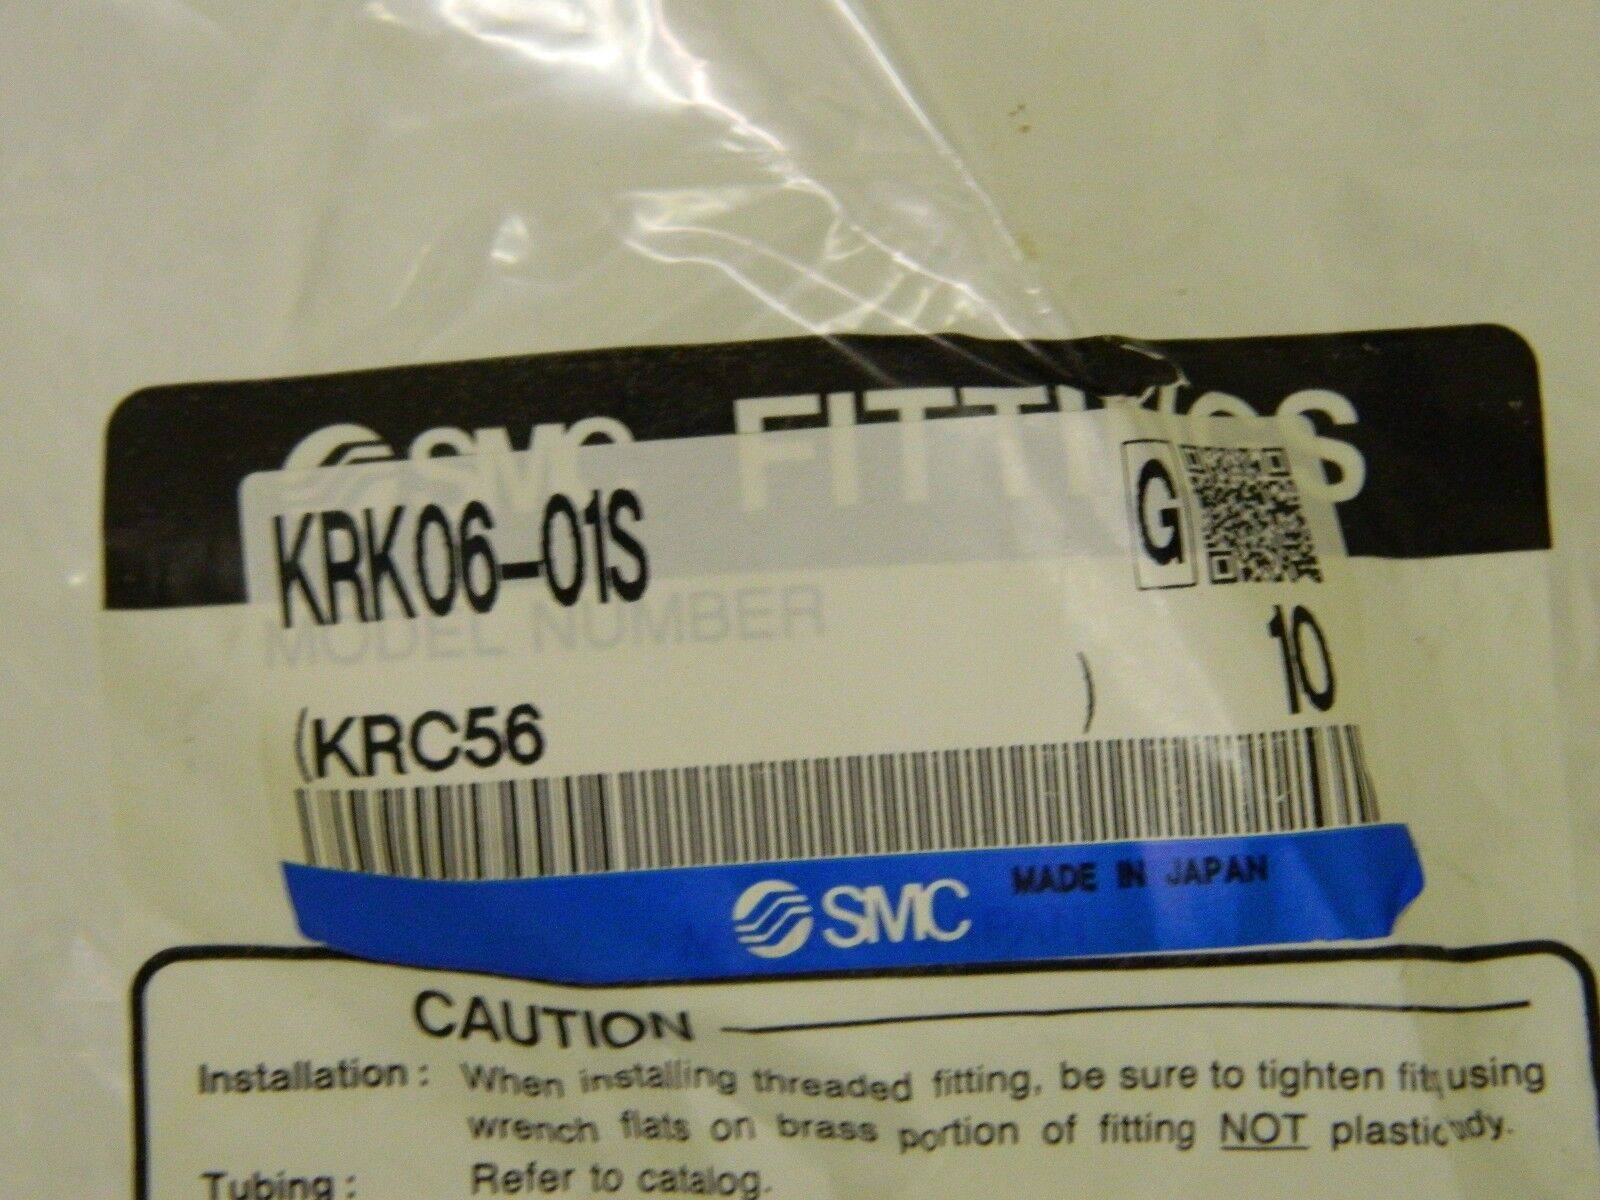 SMC FITTINGS
KRK06-01S G
MODEL NUMBER
(KRC56 ) 10
SMC MADE IN JAPAN
CAUTION
Installation: When installing threaded fitting, be sure to tighten using
wrench flats on brass portion of fitting NOT plastic
Tubing: Refer to catalog.